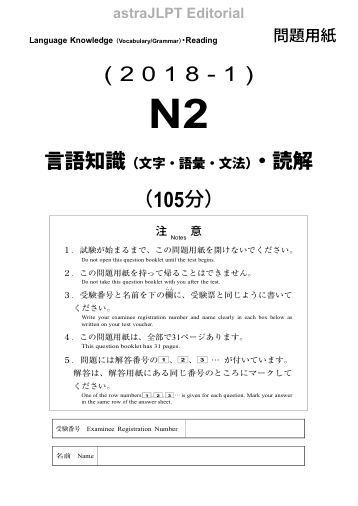 astraJLPT Editorial
Language Knowledge (Vocabulary/Grammar)・Reading
問題用紙
(2018-1)
N2
言語知識（文字・語彙・文法）・読解
（105分）
注 意
Notes
１．試験が始まるまで、この問題用紙を開けないでください。
Do not open this question booklet until the test begins.
２．この問題用紙を持って帰ることはできません。
Do not take this question booklet with you after the test.
３．受験番号と名前を下の欄に、受験票と同じように書いて
ください。
Write your examinee registration number and name clearly in each box below as
written on your test voucher.
４．この問題用紙は、全部で31ページあります。
This question booklet has 31 pages.
５．問題には解答番号の1、2、3 … が付いています。
解答は、解答用紙にある同じ番号のところにマークして
ください。
One of the row numbers 1, 2, 3 … is given for each question. Mark your answer
in the same row of the answer sheet.
受験番号 Examinee Registration Number
名前 Name